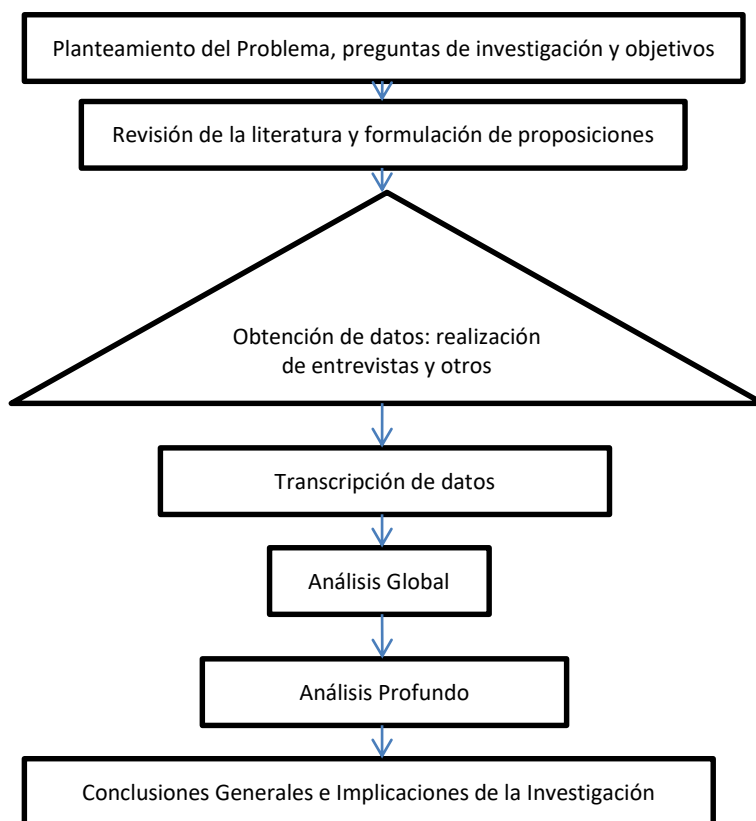 Planteamiento del Problema, preguntas de investigación y objetivos
Revisión de la literatura y formulación de proposiciones
Obtención de datos: realización
de entrevistas y otros
Transcripción de datos
Análisis Global
Análisis Profundo
Conclusiones Generales e Implicaciones de la Investigación